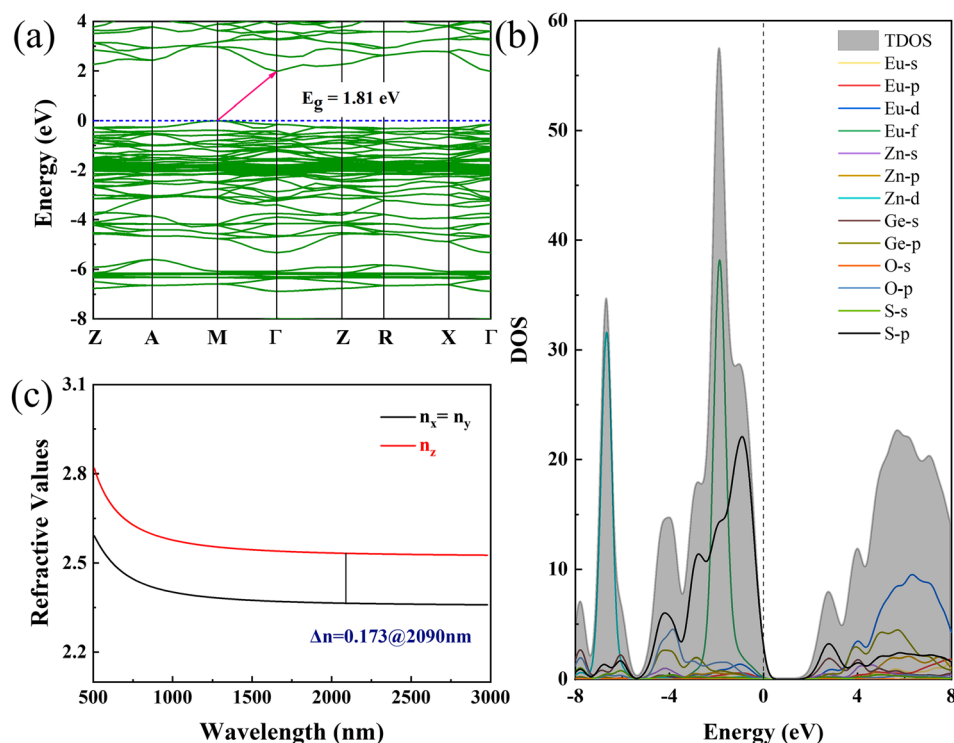 (a)
4
2
0
-2
-4
-6
-8
Energy (eV)
E_g = 1.81 eV
Z A M Γ Z R X Γ
(b)
60
50
40
30
20
10
0
DOS
TDOS
Eu-s
Eu-p
Eu-d
Eu-f
Zn-s
Zn-p
Zn-d
Ge-s
Ge-p
O-s
O-p
S-s
S-p
-8 -4 0 4 8
Energy (eV)
(c)
3.1
2.8
2.5
2.2
Refractive Values
n_x= n_y
n_z
Δn=0.173@2090nm
500 1000 1500 2000 2500 3000
Wavelength (nm)